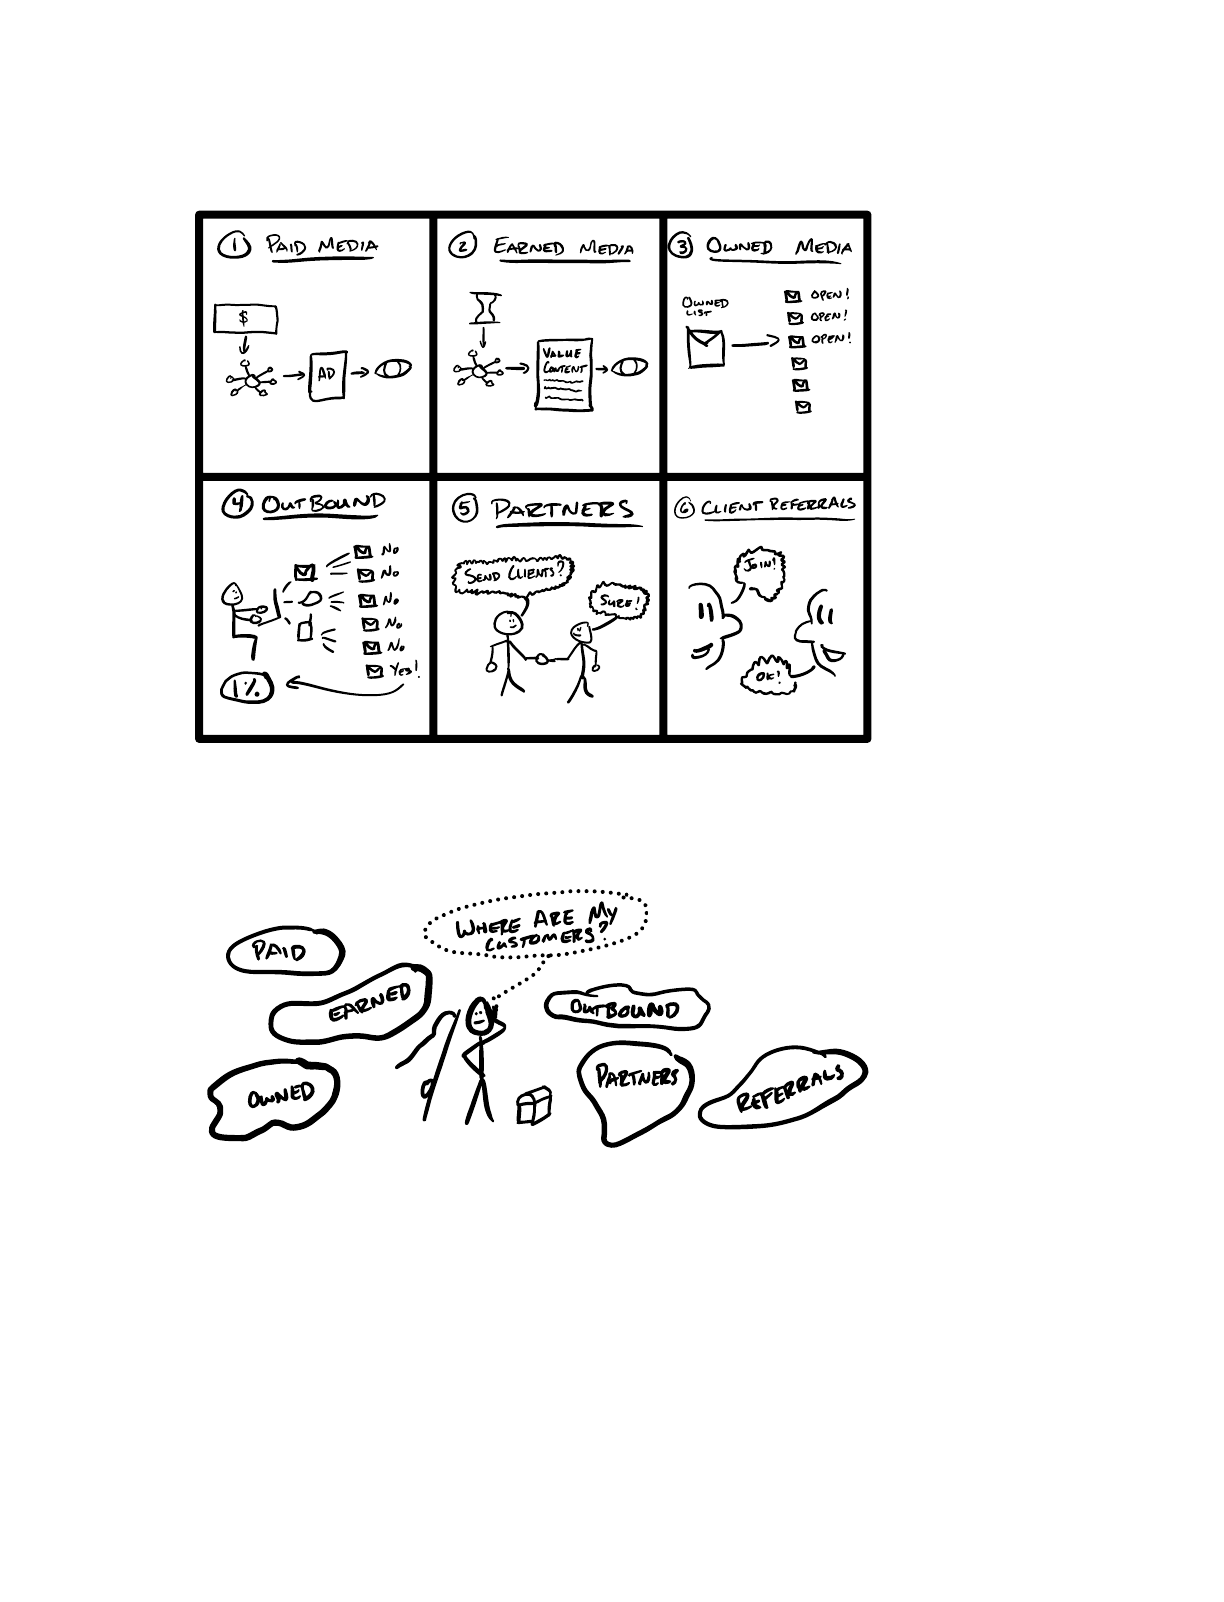 1 PAID MEDIA
$
AD
2 EARNED MEDIA
VALUE
CONTENT
3 OWNED MEDIA
OWNED
LIST
OPEN!
OPEN!
OPEN!
4 OUTBOUND
NO
NO
NO
NO
NO
YES!
1%
5 PARTNERS
SEND CLIENTS?
SURE!
6 CLIENT REFERRALS
JOIN!
OK!
WHERE ARE MY
CUSTOMERS?
PAID
EARNED
OWNED
OUTBOUND
PARTNERS
REFERRALS